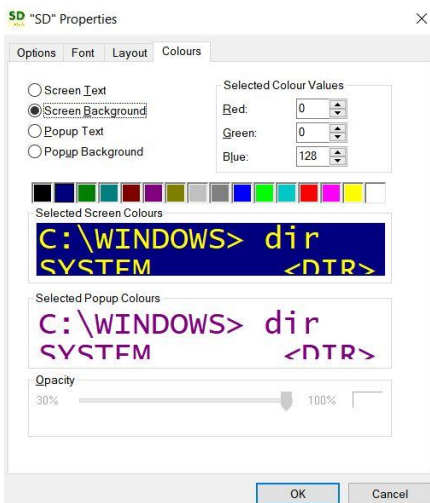 SD "SD" Properties
Options Font Layout Colours
Screen Text
Screen Background
Popup Text
Popup Background
Selected Colour Values
Red: 0
Green: 0
Blue: 128
Selected Screen Colours
C:\WINDOWS> dir
SYSTEM <DIR>
Selected Popup Colours
C:\WINDOWS> dir
SYSTEM <DIR>
Opacity
30% 100%
OK Cancel